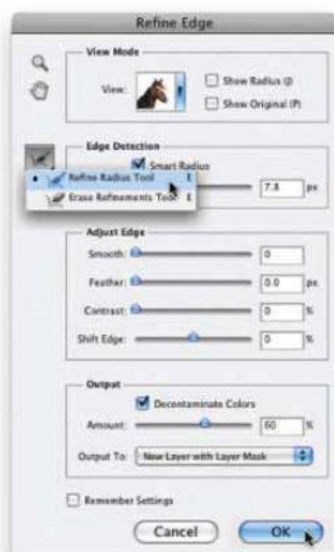 Refine Edge
View Mode
View:
Show Radius (J)
Show Original (P)
Edge Detection
Smart Radius
Refine Radius Tool E
Erase Refinements Tool E
7.8 px
Adjust Edge
Smooth: 0
Feather: 0.0 px
Contrast: 0 %
Shift Edge: 0 %
Output
Decontaminate Colors
Amount: 60 %
Output To: New Layer with Layer Mask
Remember Settings
Cancel OK